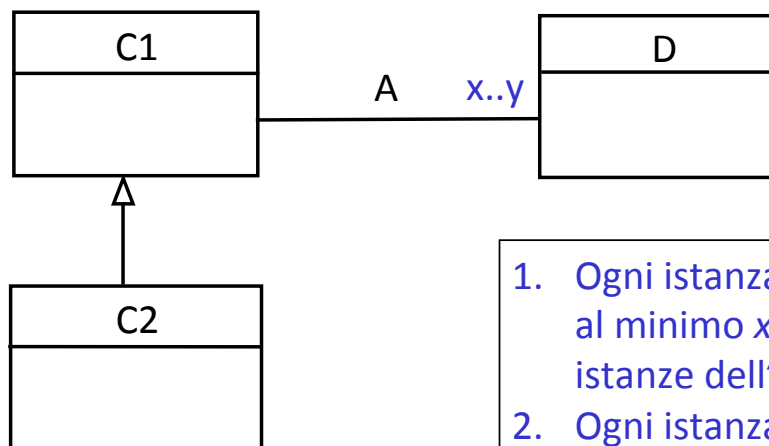 C1
D
A
x..y
C2
1. Ogni istanza
al minimo x
istanze dell'
2. Ogni istanza